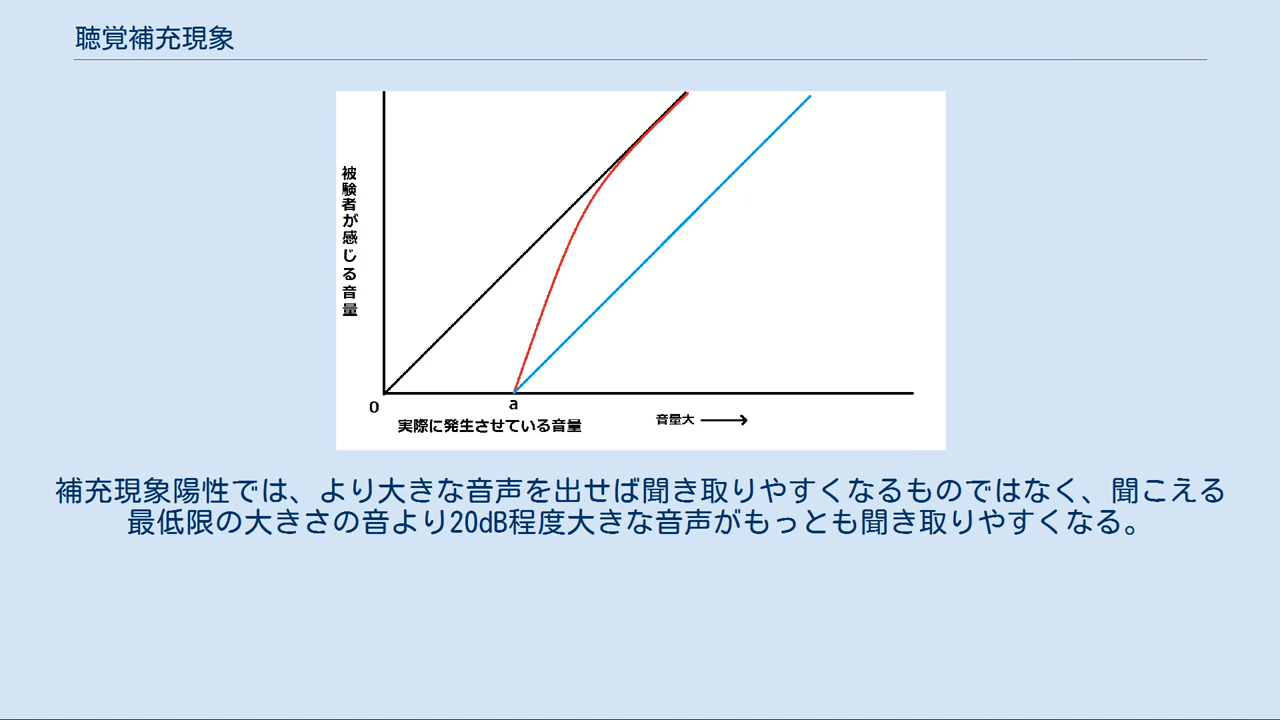 聴覚補充現象
被験者が感じる音量
0
a
実際に発生させている音量
音量大
補充現象陽性では、より大きな音声を出せば聞き取りやすくなるものではなく、聞こえる
最低限の大きさの音より20dB程度大きな音声がもっとも聞き取りやすくなる。